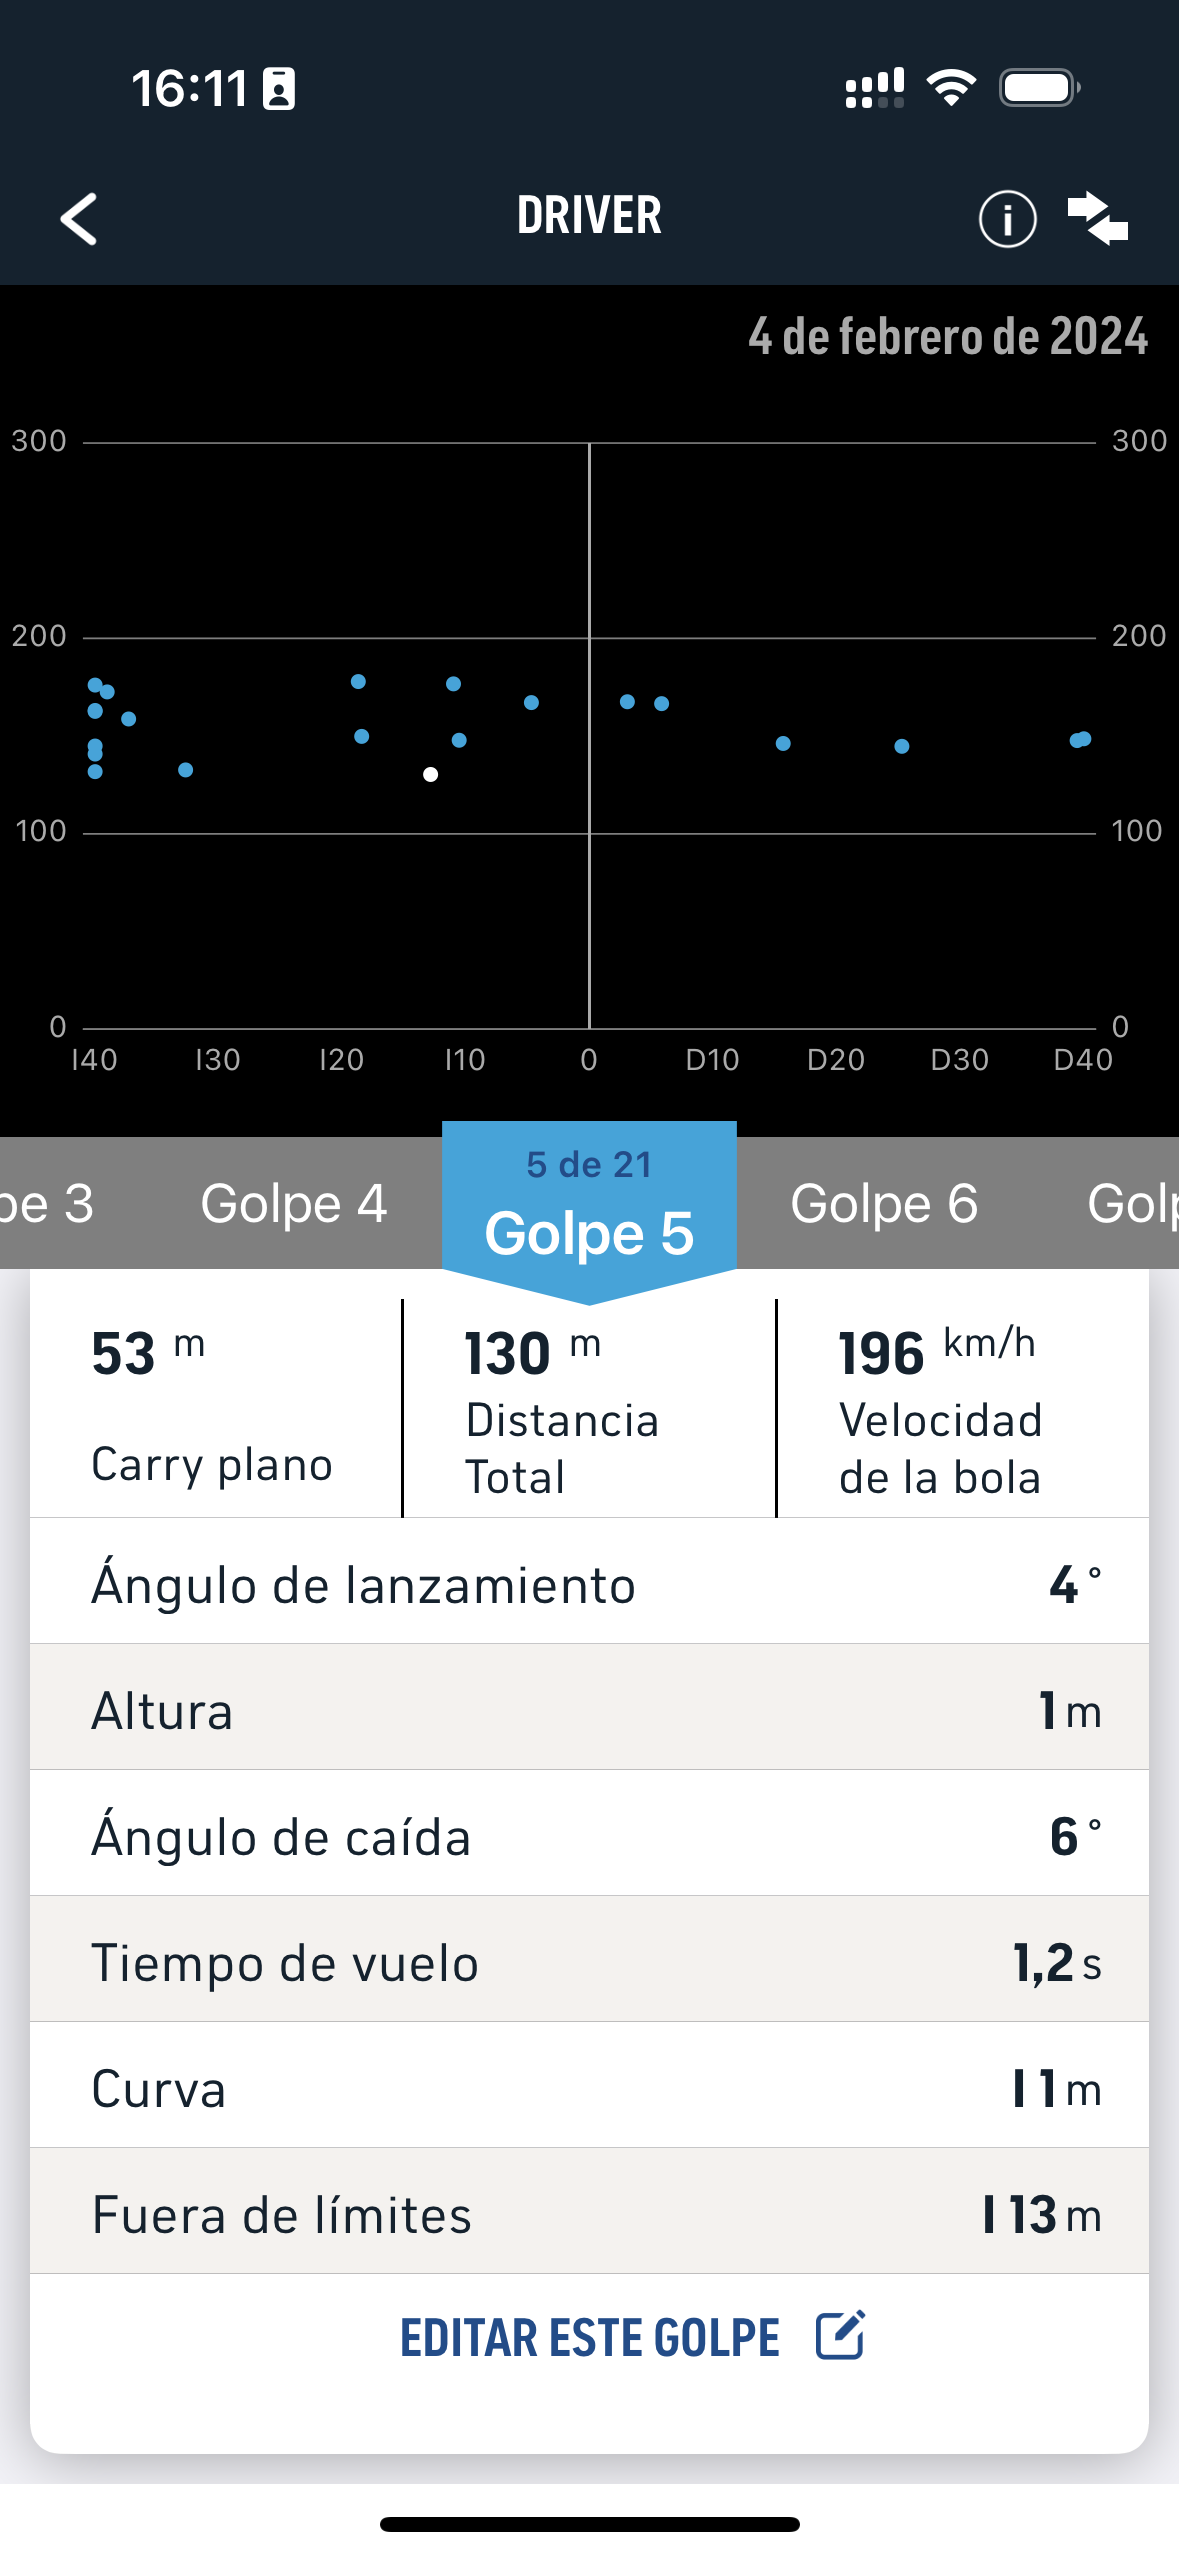 16:11
DRIVER
4 de febrero de 2024
300 300
200 200
100 100
0 0
I40 I30 I20 I10 0 D10 D20 D30 D40
pe 3 Golpe 4 5 de 21 Golpe 6 Golp
Golpe 5
53 m 130 m 196 km/h
Carry plano Distancia Total Velocidad de la bola
Ángulo de lanzamiento 4 °
Altura 1 m
Ángulo de caída 6 °
Tiempo de vuelo 1,2 s
Curva I 1 m
Fuera de límites I 13 m
EDITAR ESTE GOLPE